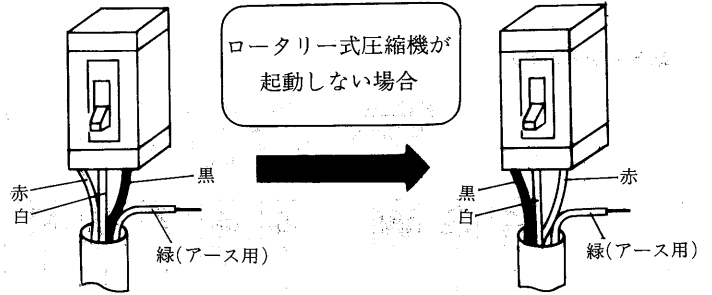 ロータリー式圧縮機が
起動しない場合
赤
白
黒
緑(アース用)
黒
白
赤
緑(アース用)